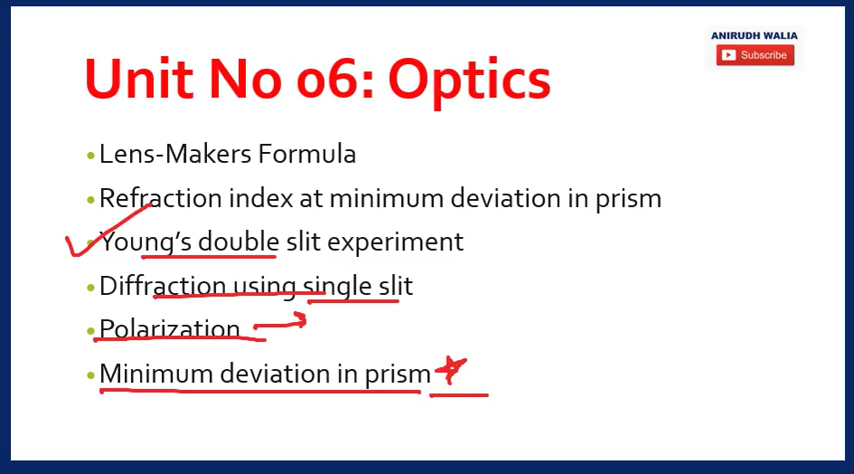 ANIRUDH WALIA
Subscribe
Unit No 06: Optics
• Lens-Makers Formula
• Refraction index at minimum deviation in prism
• Young's double slit experiment
• Diffraction using single slit
• Polarization
• Minimum deviation in prism